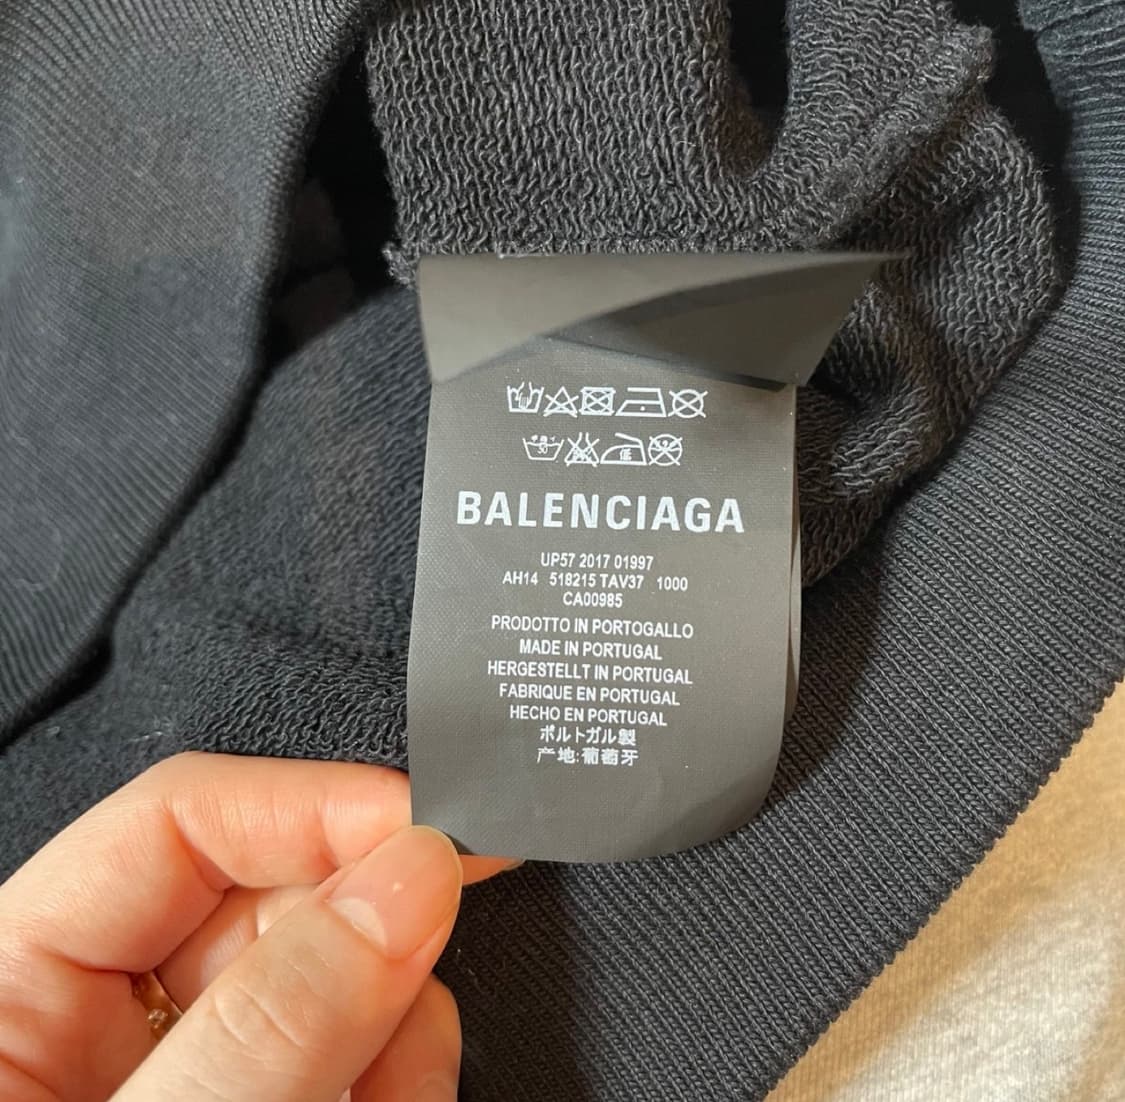 BALENCIAGA
UP57 2017 01997
AH14 518215 TAV37 1000
CA00985
PRODOTTO IN PORTOGALLO
MADE IN PORTUGAL
HERGESTELLT IN PORTUGAL
FABRIQUE EN PORTUGAL
HECHO EN PORTUGAL
ポルトガル製
产地:葡萄牙